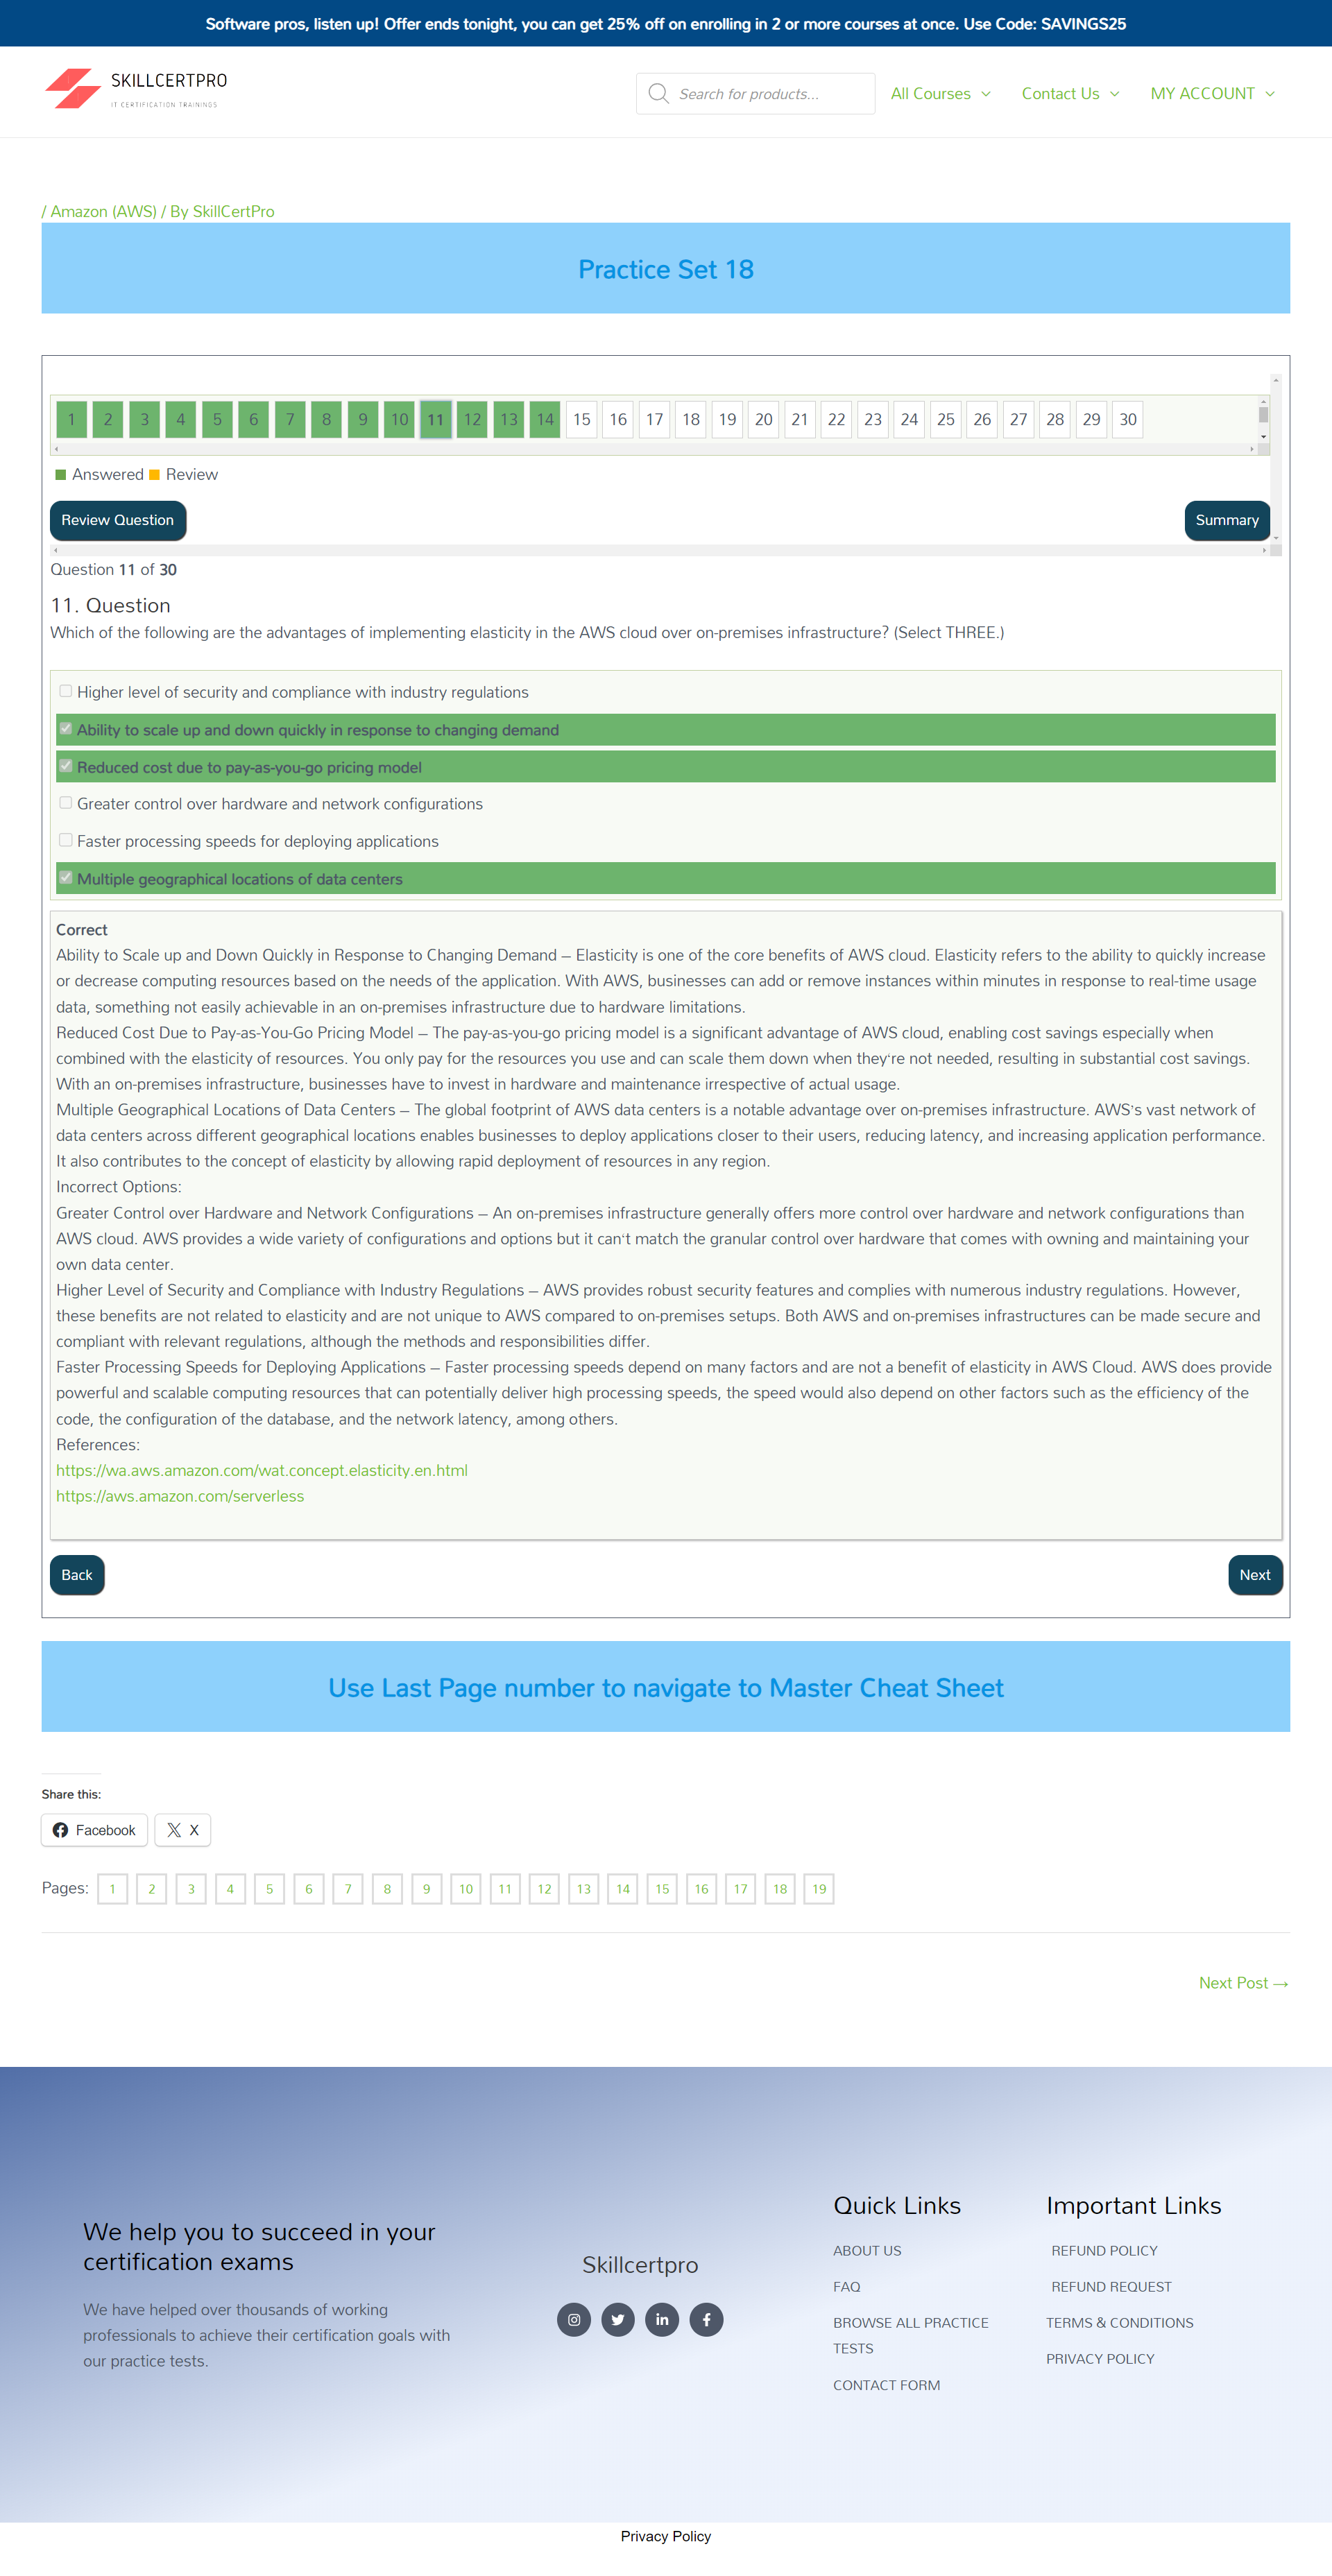 Software pros, listen up! Offer ends tonight, you can get 25% off on enrolling in 2 or more courses at once. Use Code: SAVINGS25
SKILLCERTPRO
IT CERTIFICATION TRAININGS
Search for products...
All Courses
Contact Us
MY ACCOUNT
/ Amazon (AWS) / By SkillCertPro
Practice Set 18
1 2 3 4 5 6 7 8 9 10 11 12 13 14 15 16 17 18 19 20 21 22 23 24 25 26 27 28 29 30
Answered Review
Review Question
Summary
Question 11 of 30
11. Question
Which of the following are the advantages of implementing elasticity in the AWS cloud over on-premises infrastructure? (Select THREE.)
Higher level of security and compliance with industry regulations
Ability to scale up and down quickly in response to changing demand
Reduced cost due to pay-as-you-go pricing model
Greater control over hardware and network configurations
Faster processing speeds for deploying applications
Multiple geographical locations of data centers
Correct
Ability to Scale up and Down Quickly in Response to Changing Demand – Elasticity is one of the core benefits of AWS cloud. Elasticity refers to the ability to quickly increase
or decrease computing resources based on the needs of the application. With AWS, businesses can add or remove instances within minutes in response to real-time usage
data, something not easily achievable in an on-premises infrastructure due to hardware limitations.
Reduced Cost Due to Pay-as-You-Go Pricing Model – The pay-as-you-go pricing model is a significant advantage of AWS cloud, enabling cost savings especially when
combined with the elasticity of resources. You only pay for the resources you use and can scale them down when they‘re not needed, resulting in substantial cost savings.
With an on-premises infrastructure, businesses have to invest in hardware and maintenance irrespective of actual usage.
Multiple Geographical Locations of Data Centers – The global footprint of AWS data centers is a notable advantage over on-premises infrastructure. AWS’s vast network of
data centers across different geographical locations enables businesses to deploy applications closer to their users, reducing latency, and increasing application performance.
It also contributes to the concept of elasticity by allowing rapid deployment of resources in any region.
Incorrect Options:
Greater Control over Hardware and Network Configurations – An on-premises infrastructure generally offers more control over hardware and network configurations than
AWS cloud. AWS provides a wide variety of configurations and options but it can‘t match the granular control over hardware that comes with owning and maintaining your
own data center.
Higher Level of Security and Compliance with Industry Regulations – AWS provides robust security features and complies with numerous industry regulations. However,
these benefits are not related to elasticity and are not unique to AWS compared to on-premises setups. Both AWS and on-premises infrastructures can be made secure and
compliant with relevant regulations, although the methods and responsibilities differ.
Faster Processing Speeds for Deploying Applications – Faster processing speeds depend on many factors and are not a benefit of elasticity in AWS Cloud. AWS does provide
powerful and scalable computing resources that can potentially deliver high processing speeds, the speed would also depend on other factors such as the efficiency of the
code, the configuration of the database, and the network latency, among others.
References:
https://wa.aws.amazon.com/wat.concept.elasticity.en.html
https://aws.amazon.com/serverless
Back
Next
Use Last Page number to navigate to Master Cheat Sheet
Share this:
Facebook
X
Pages: 1 2 3 4 5 6 7 8 9 10 11 12 13 14 15 16 17 18 19
Next Post →
We help you to succeed in your
certification exams
We have helped over thousands of working
professionals to achieve their certification goals with
our practice tests.
Skillcertpro
Quick Links
ABOUT US
FAQ
BROWSE ALL PRACTICE
TESTS
CONTACT FORM
Important Links
REFUND POLICY
REFUND REQUEST
TERMS & CONDITIONS
PRIVACY POLICY
Privacy Policy